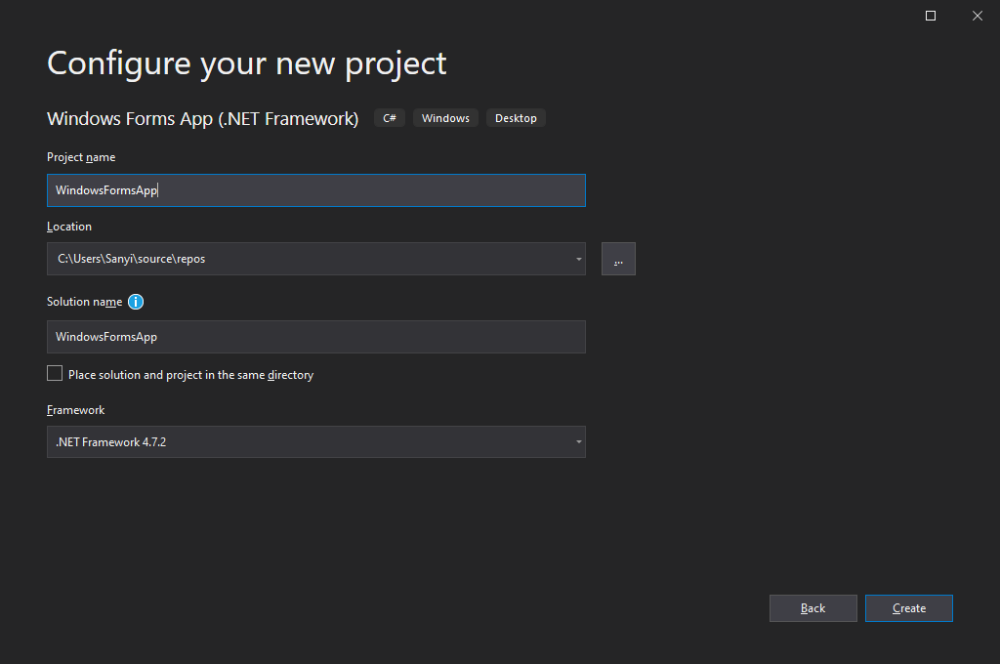 Configure your new project
Windows Forms App (.NET Framework) C# Windows Desktop
Project name
WindowsFormsApp
Location
C:\Users\Sanyi\source\repos
...
Solution name i
WindowsFormsApp
Place solution and project in the same directory
Framework
.NET Framework 4.7.2
Back Create